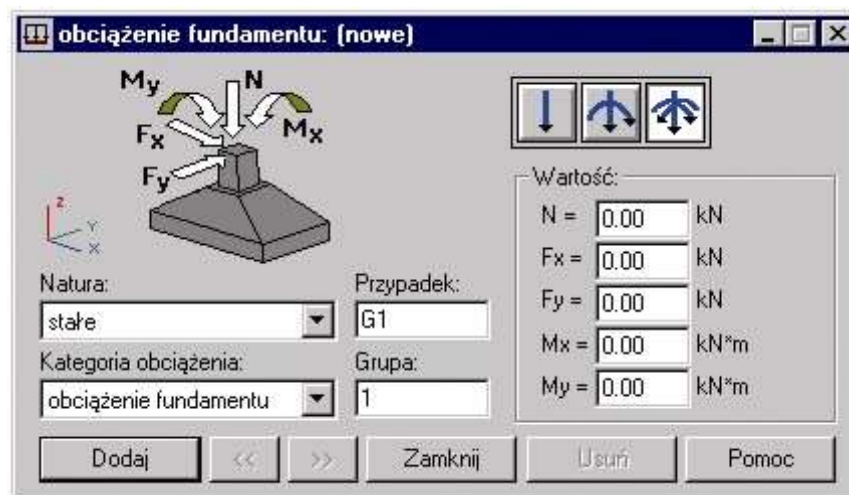 obciążenie fundamentu: (nowe)
My
N
Mx
Fx
Fy
z
Y
X
Natura:
stałe
Przypadek:
G1
Kategoria obciążenia:
obciążenie fundamentu
Grupa:
1
Wartość:
N = 0.00 kN
Fx = 0.00 kN
Fy = 0.00 kN
Mx = 0.00 kN*m
My = 0.00 kN*m
Dodaj << >> Zamknij Usuń Pomoc